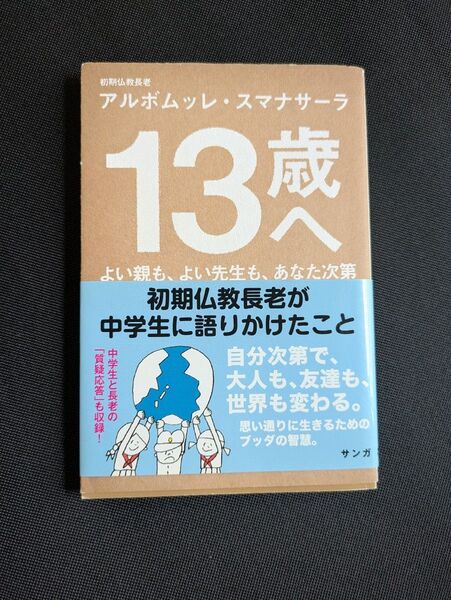 初期仏教長老
アルボムッレ・スマナサーラ
13歳へ
よい親も、よい先生も、あなた次第
初期仏教長老が
中学生に語りかけたこと
中学生と長老の
「質疑応答」も収録!
自分次第で、
大人も、友達も、
世界も変わる。
思い通りに生きるための
ブッダの智慧。
サンガ